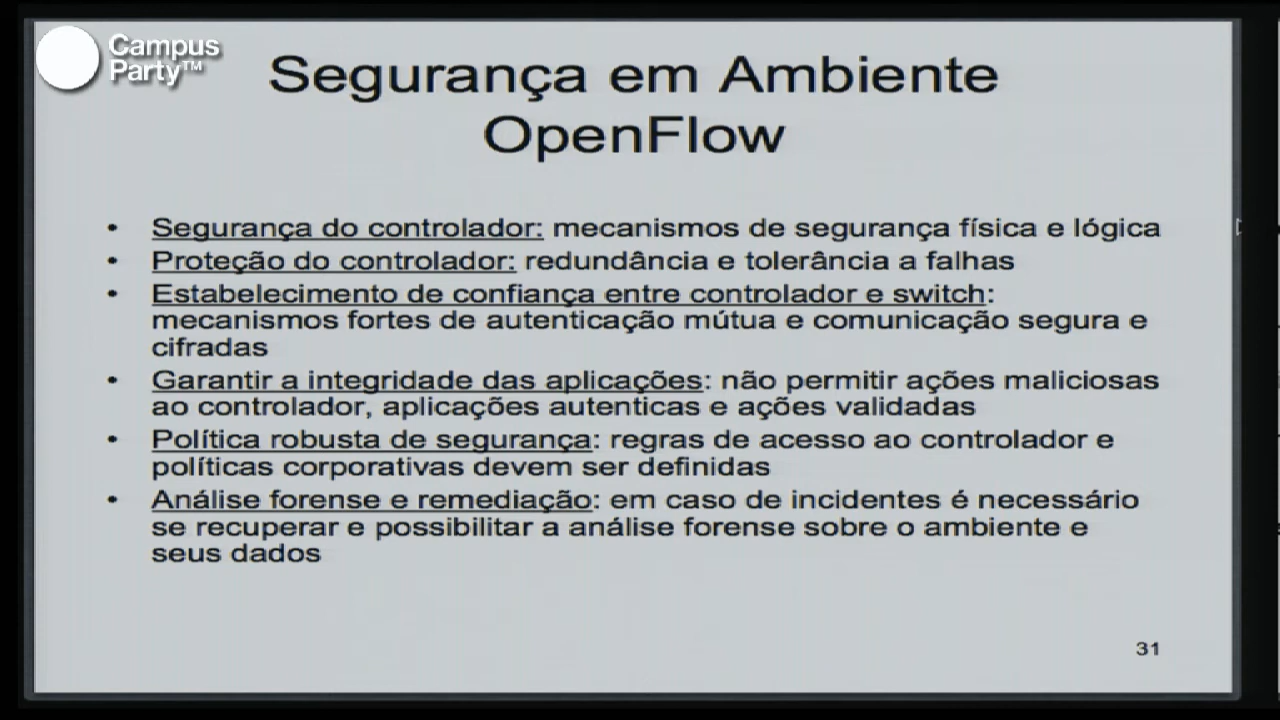 Campus
Party™
Segurança em Ambiente
OpenFlow
• Segurança do controlador: mecanismos de segurança física e lógica
• Proteção do controlador: redundância e tolerância a falhas
• Estabelecimento de confiança entre controlador e switch:
mecanismos fortes de autenticação mútua e comunicação segura e
cifradas
• Garantir a integridade das aplicações: não permitir ações maliciosas
ao controlador, aplicações autenticas e ações validadas
• Política robusta de segurança: regras de acesso ao controlador e
políticas corporativas devem ser definidas
• Análise forense e remediação: em caso de incidentes é necessário
se recuperar e possibilitar a análise forense sobre o ambiente e
seus dados
31